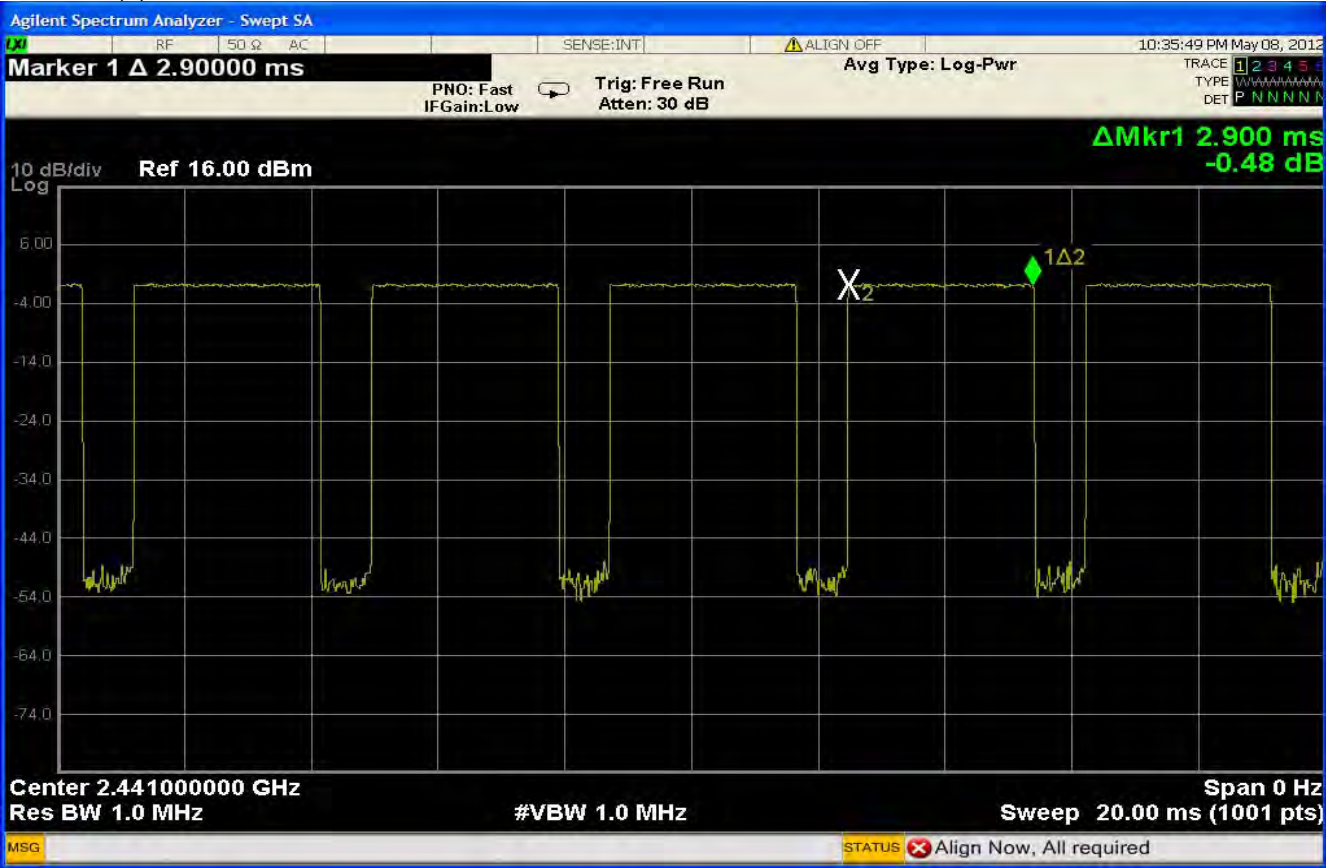 Agilent Spectrum Analyzer - Swept SA
LXI RF 50 Ω AC SENSE:INT ALIGN OFF 10:35:49 PM May 08, 2012
Marker 1 Δ 2.90000 ms
PNO: Fast
IFGain:Low
Trig: Free Run
Atten: 30 dB
Avg Type: Log-Pwr
TRACE 1 2 3 4 5 6
TYPE
DET P N N N N N
ΔMkr1 2.900 ms
-0.48 dB
10 dB/div Ref 16.00 dBm
Log
6.00
1Δ2
X2
-4.00
-14.0
-24.0
-34.0
-44.0
-54.0
-64.0
-74.0
Center 2.441000000 GHz Span 0 Hz
Res BW 1.0 MHz #VBW 1.0 MHz Sweep 20.00 ms (1001 pts)
MSG STATUS Align Now, All required